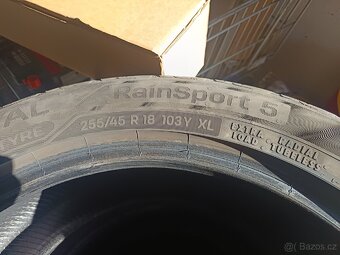 RainSport 5
255/45 R 18 103Y XL
EXTRA LOAD
RADIAL TUBELESS
TYRE
Bazos.cz